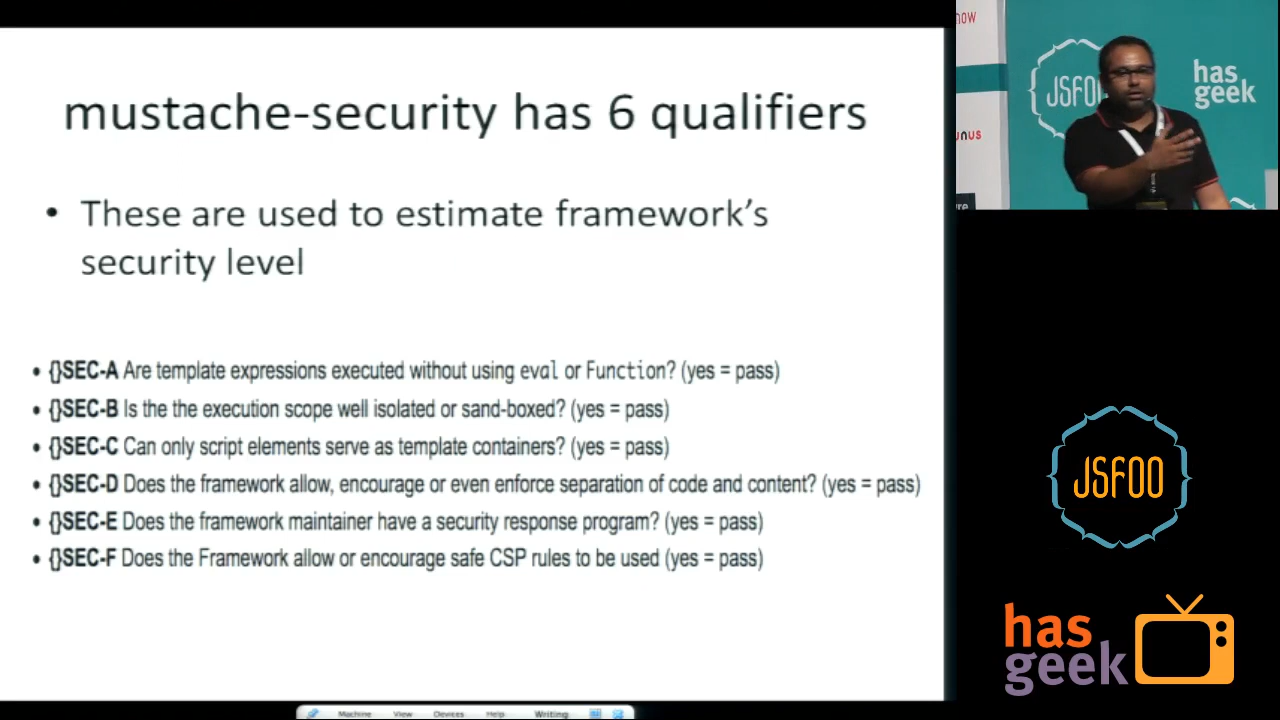 mustache-security has 6 qualifiers
• These are used to estimate framework's
security level
• {}SEC-A Are template expressions executed without using eval or Function? (yes = pass)
• {}SEC-B Is the the execution scope well isolated or sand-boxed? (yes = pass)
• {}SEC-C Can only script elements serve as template containers? (yes = pass)
• {}SEC-D Does the framework allow, encourage or even enforce separation of code and content? (yes = pass)
• {}SEC-E Does the framework maintainer have a security response program? (yes = pass)
• {}SEC-F Does the Framework allow or encourage safe CSP rules to be used (yes = pass)
Machine View Devices Help Writing
JSFOO
has
geek
JSFOO
has
geek